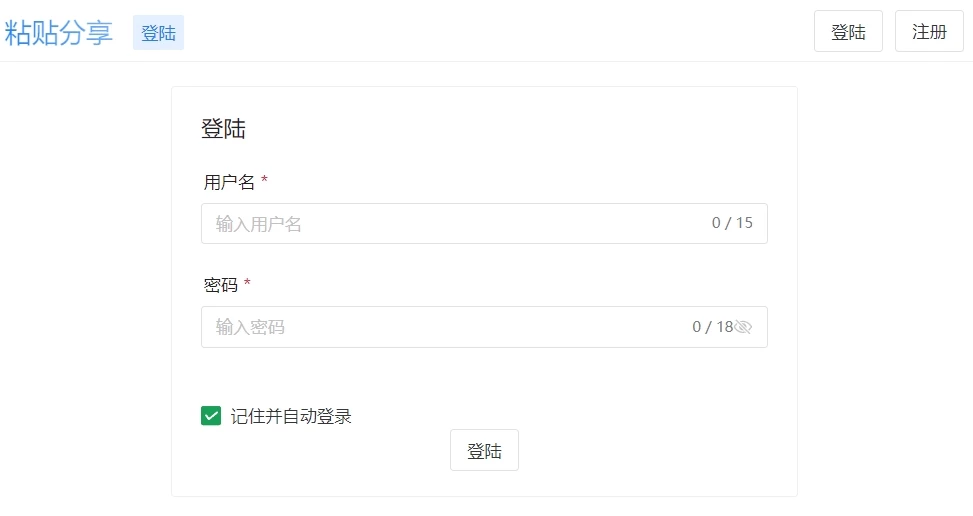 粘贴分享 登陆 登陆 注册
登陆
用户名 *
输入用户名 0 / 15
密码 *
输入密码 0 / 18
记住并自动登录
登陆